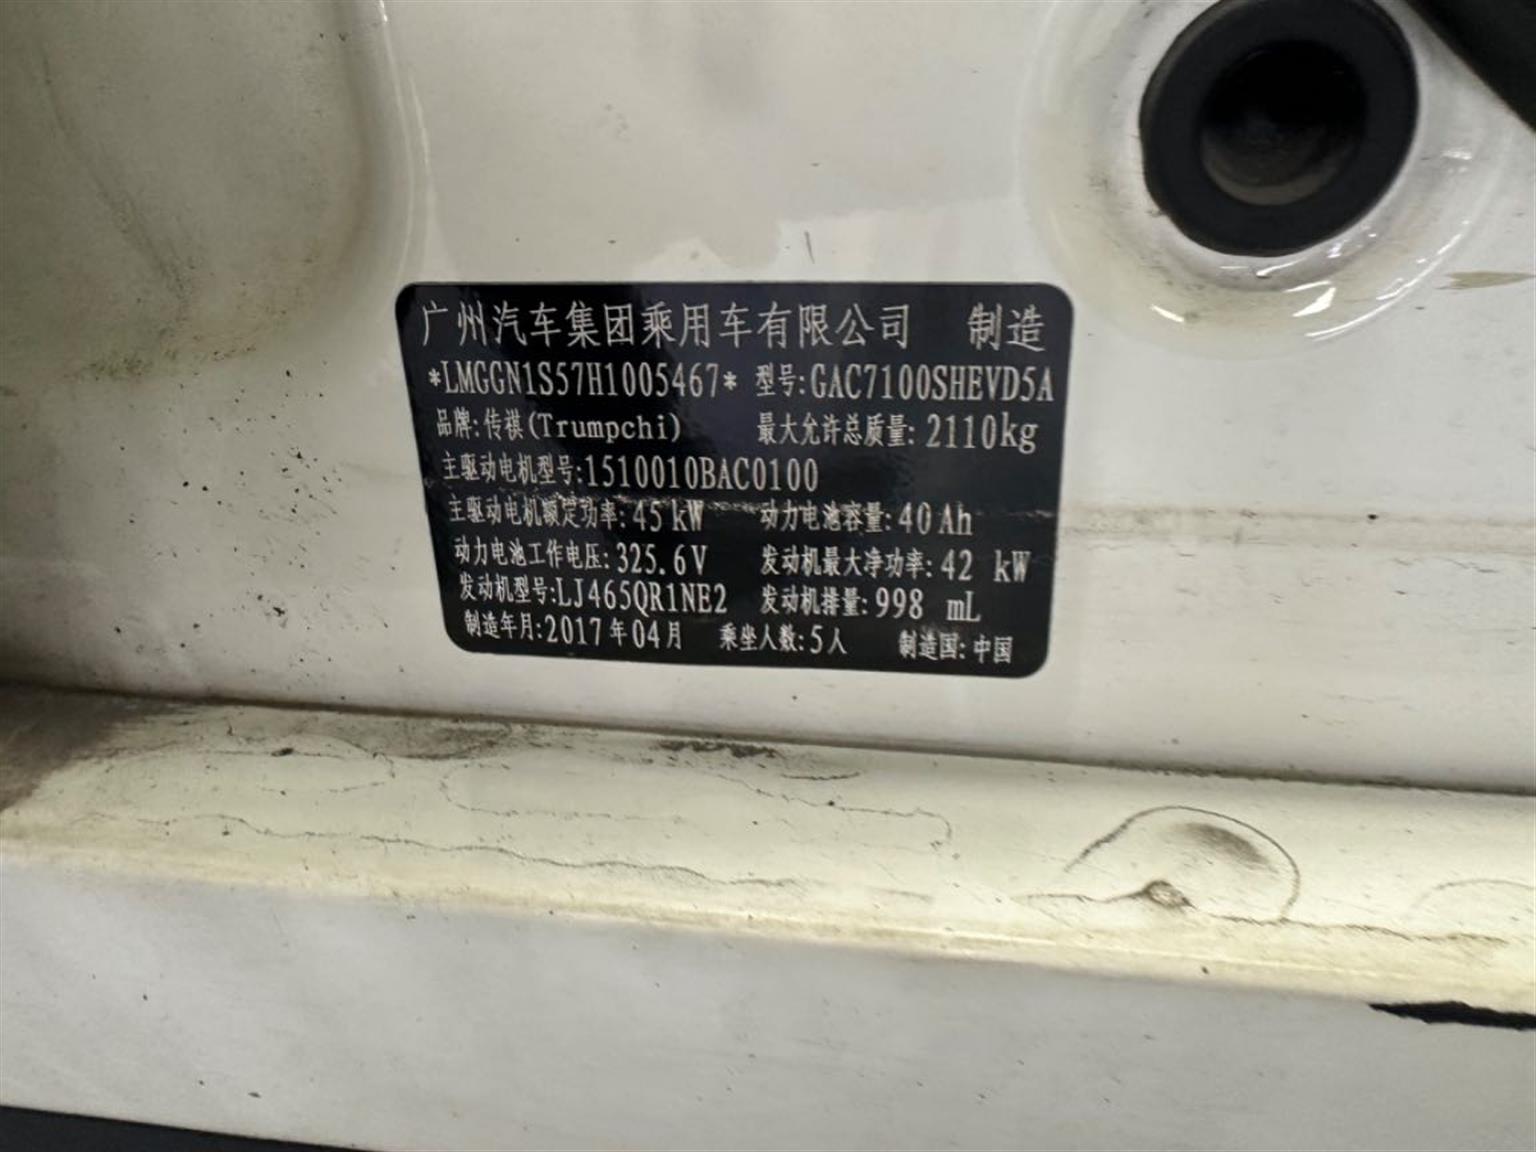 广州汽车集团乘用车有限公司 制造
*LMGGN1S57H1005467* 型号:GAC7100SHEVD5A
品牌:传祺(Trumpchi) 最大允许总质量:2110kg
主驱动电机型号:1510010BAC0100
主驱动电机额定功率:45 kW 动力电池容量:40 Ah
动力电池工作电压:325.6V 发动机最大净功率:42 kW
发动机型号:LJ465QR1NE2 发动机排量:998 mL
制造年月:2017年04月 乘坐人数:5人 制造国:中国